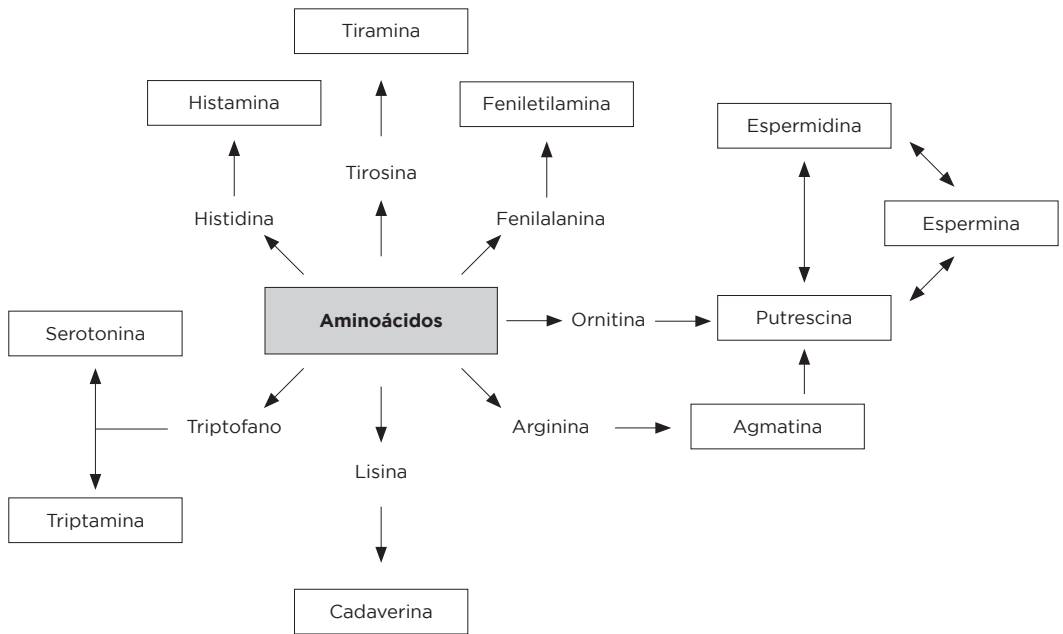 Tiramina
Histamina
Feniletilamina
Espermidina
Tirosina
Histidina
Fenilalanina
Espermina
Aminoácidos
Ornitina
Putrescina
Serotonina
Triptofano
Arginina
Agmatina
Lisina
Triptamina
Cadaverina